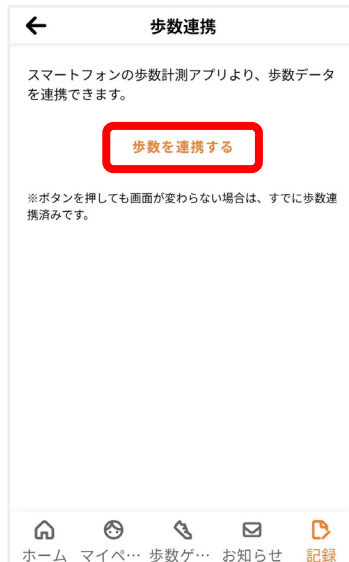 歩数連携
スマートフォンの歩数計測アプリより、歩数データ
を連携できます。
歩数を連携する
※ボタンを押しても画面が変わらない場合は、すでに歩数連
携済みです。
ホーム マイペ… 歩数ゲ… お知らせ 記録